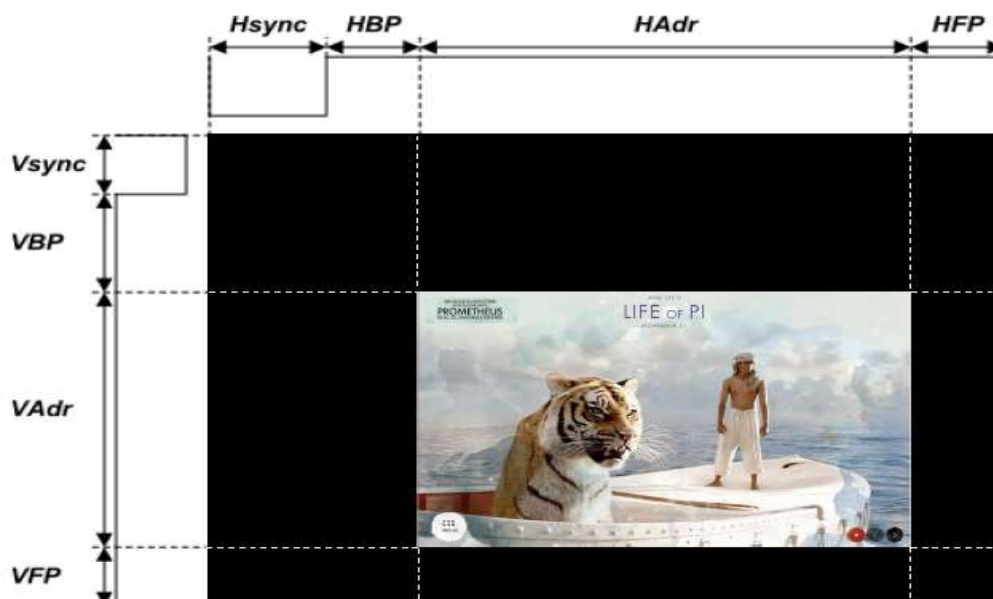 Hsync HBP HAdr HFP
Vsync
VBP
PROMETHEUS
LIFE OF PI
VAdr
VFP